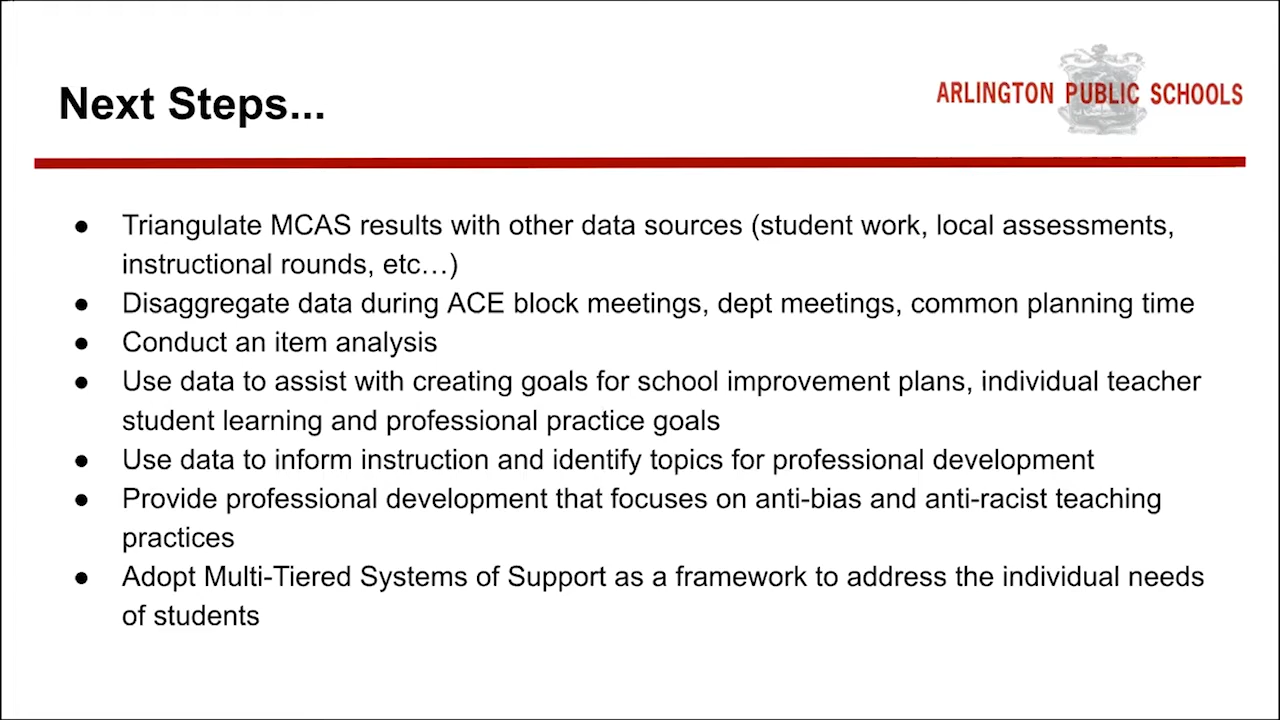 Next Steps...
ARLINGTON PUBLIC SCHOOLS
● Triangulate MCAS results with other data sources (student work, local assessments,
instructional rounds, etc…)
● Disaggregate data during ACE block meetings, dept meetings, common planning time
● Conduct an item analysis
● Use data to assist with creating goals for school improvement plans, individual teacher
student learning and professional practice goals
● Use data to inform instruction and identify topics for professional development
● Provide professional development that focuses on anti-bias and anti-racist teaching
practices
● Adopt Multi-Tiered Systems of Support as a framework to address the individual needs
of students